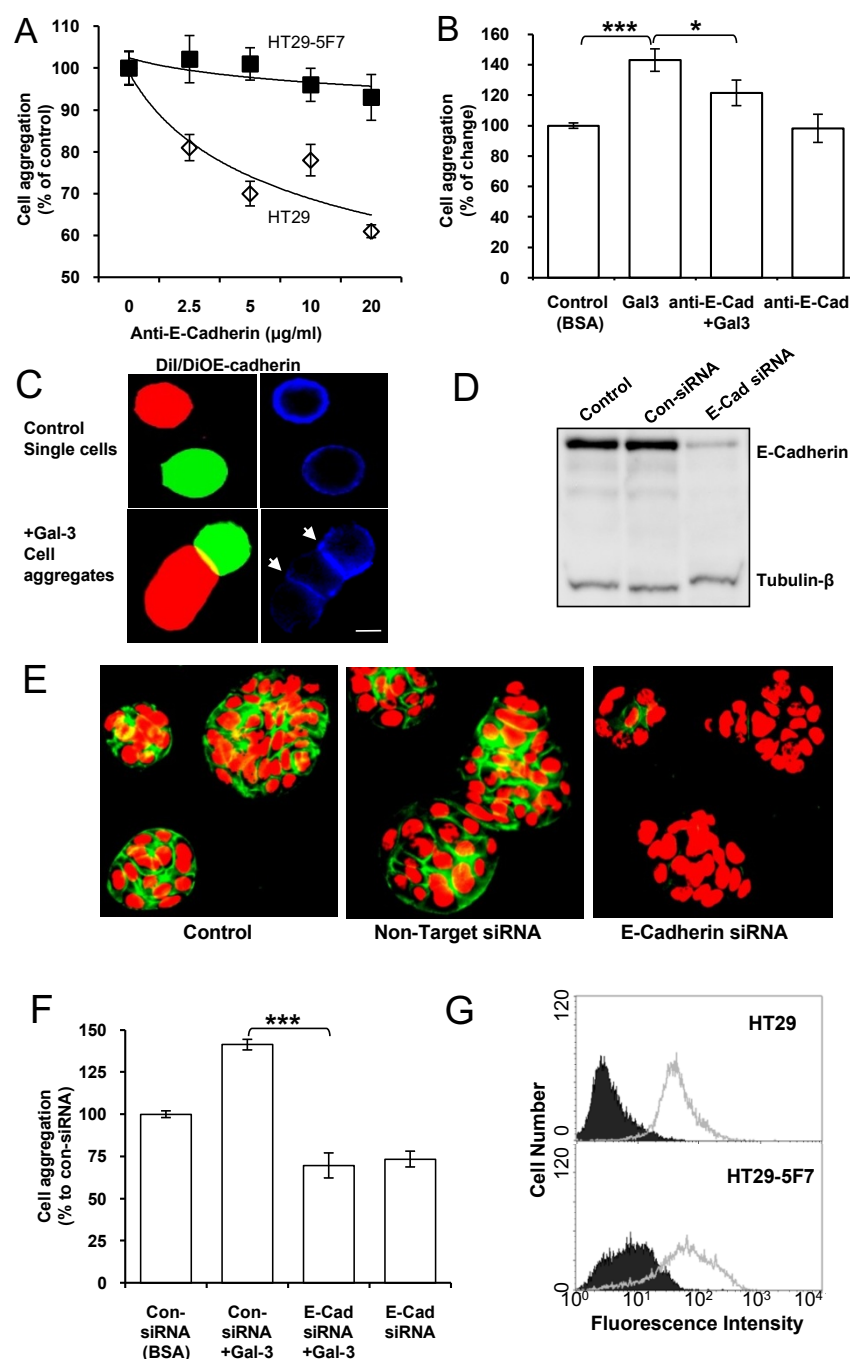 A
110
100
90
80
70
60
50
Cell aggregation
(% of control)
HT29-5F7
HT29
0 2.5 5 10 20
Anti-E-Cadherin (µg/ml)
B
160
140
120
100
80
60
40
20
0
Cell aggregation
(% of change)
*** *
Control
(BSA)
Gal3
anti-E-Cad
+Gal3
anti-E-Cad
C
DiI/DiOE-cadherin
Control
Single cells
+Gal-3
Cell
aggregates
D
Control
Con-siRNA
E-Cad siRNA
E-Cadherin
Tubulin-β
E
Control
Non-Target siRNA
E-Cadherin siRNA
F
150
125
100
75
50
25
0
Cell aggregation
(% to con-siRNA)
***
Con-
siRNA
(BSA)
Con-
siRNA
+Gal-3
E-Cad
siRNA
+Gal-3
E-Cad
siRNA
G
Cell Number
120
0
HT29
120
0
HT29-5F7
10⁰ 10¹ 10² 10³ 10⁴
Fluorescence Intensity